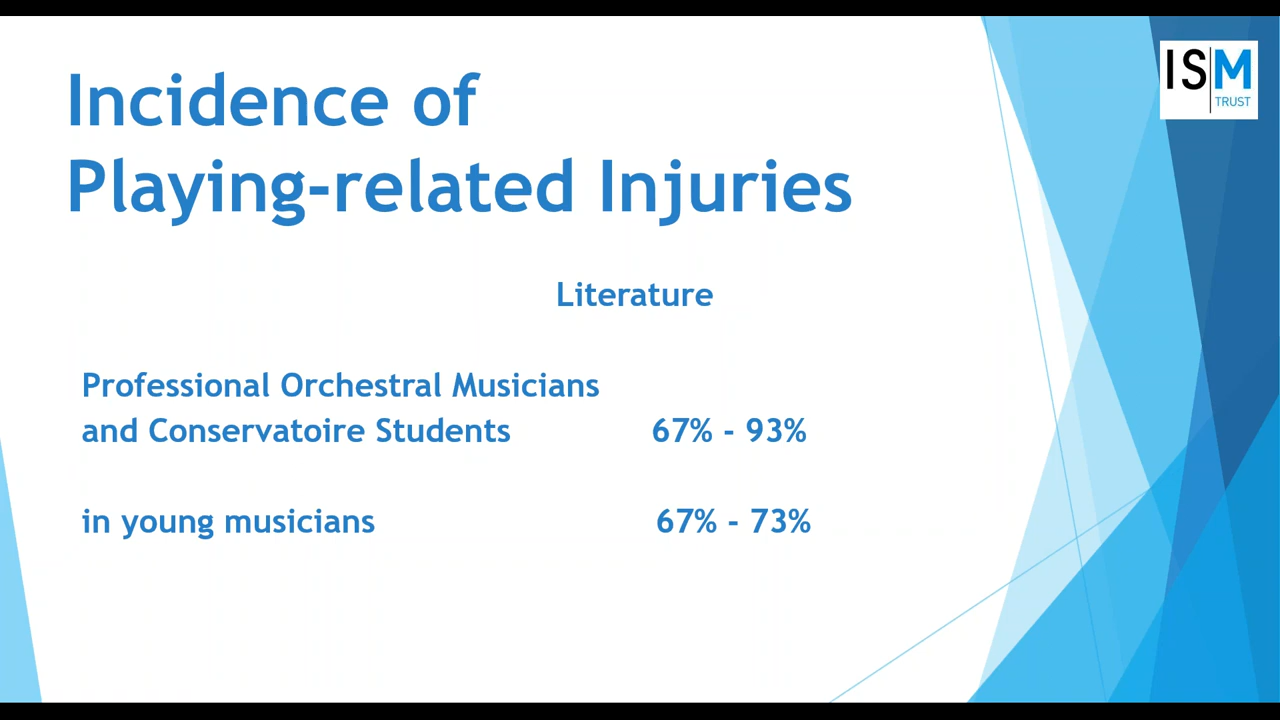 Incidence of
Playing-related Injuries
ISM
TRUST
Literature
Professional Orchestral Musicians
and Conservatoire Students 67% - 93%
in young musicians 67% - 73%